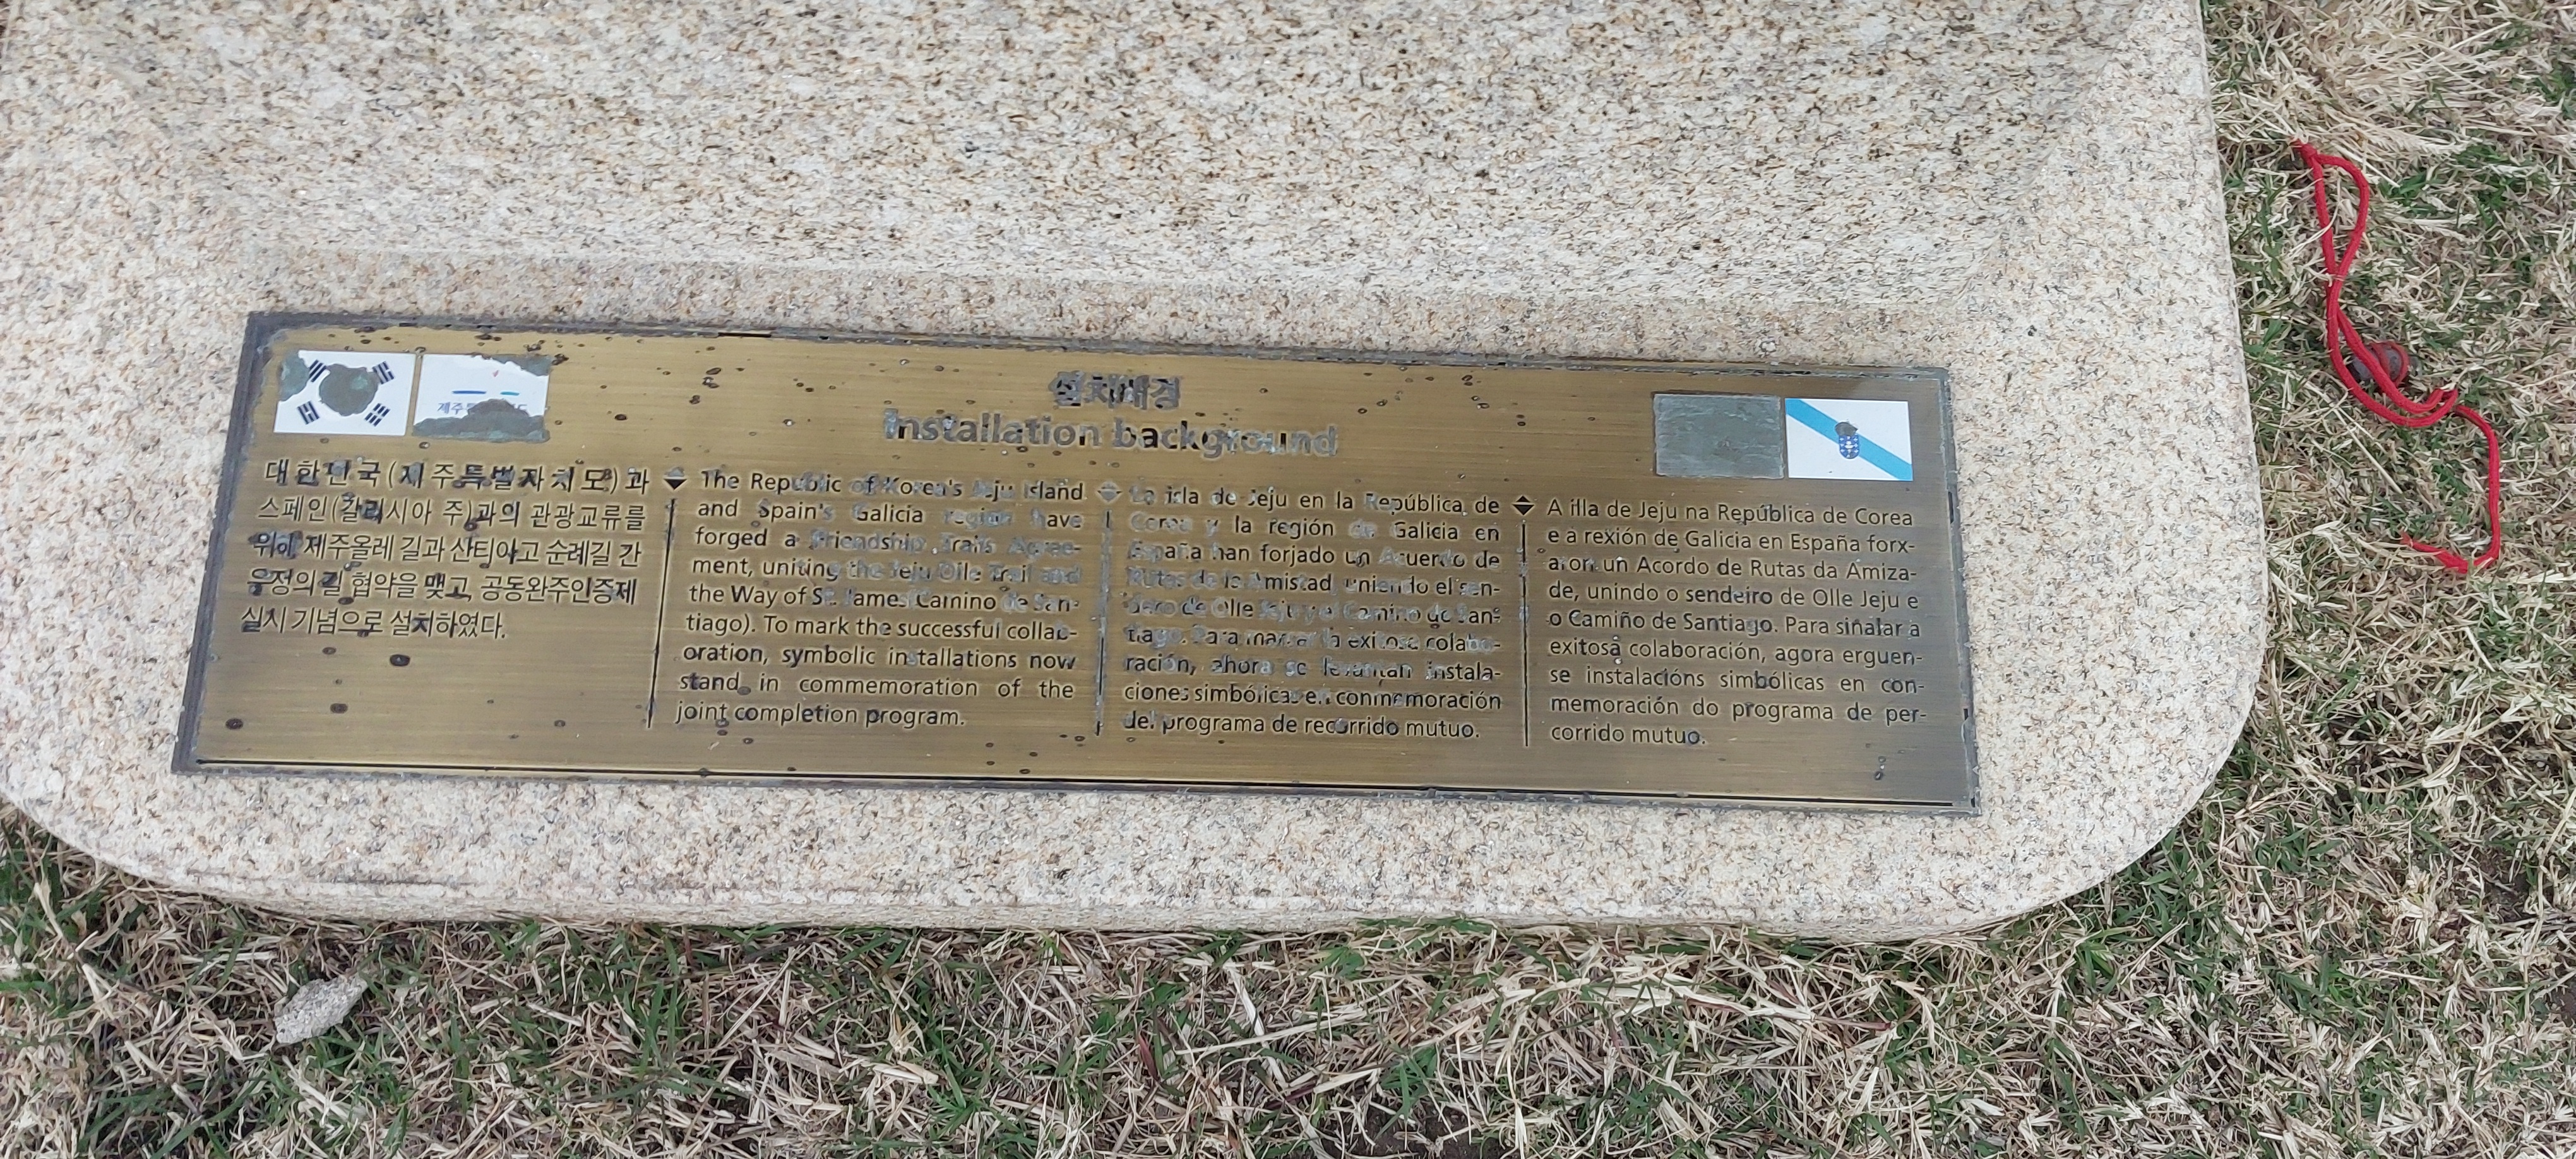 제주
설치배경
Installation background
대한민국(제주특별자치도)과
스페인(갈리시아 주)과의 관광교류를
위해 제주올레 길과 산티아고 순례길 간
우정의 길 협약을 맺고, 공동완주인증제
실시 기념으로 설치하였다.
The Republic of Korea's Jeju Island
and Spain's Galicia region have
forged a Friendship Trails Agree-
ment, uniting the Jeju Olle Trail and
the Way of St. James(Camino de San-
tiago). To mark the successful collab-
oration, symbolic installations now
stand in commemoration of the
joint completion program.
La isla de Jeju en la República de
Corea y la región de Galicia en
España han forjado un Acuerdo de
Rutas de la Amistad, uniendo el sen-
dero de Olle Jeju y el Camino de San-
tiago. Para marcar la exitosa colabo-
ración, ahora se levantan instala-
ciones simbólicas en conmemoración
del programa de recorrido mutuo.
A illa de Jeju na República de Corea
e a rexión de Galicia en España forx-
aron un Acordo de Rutas da Amiza-
de, unindo o sendeiro de Olle Jeju e
o Camiño de Santiago. Para siñalar a
exitosa colaboración, agora erguen-
se instalacións simbólicas en con-
memoración do programa de per-
corrido mutuo.